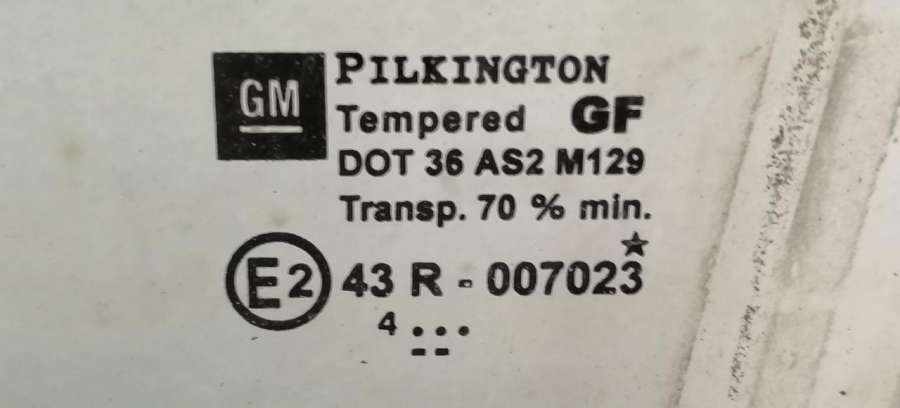 GM
PILKINGTON
Tempered GF
DOT 36 AS2 M129
Transp. 70 % min.
E2 43 R - 007023
4 ...
--